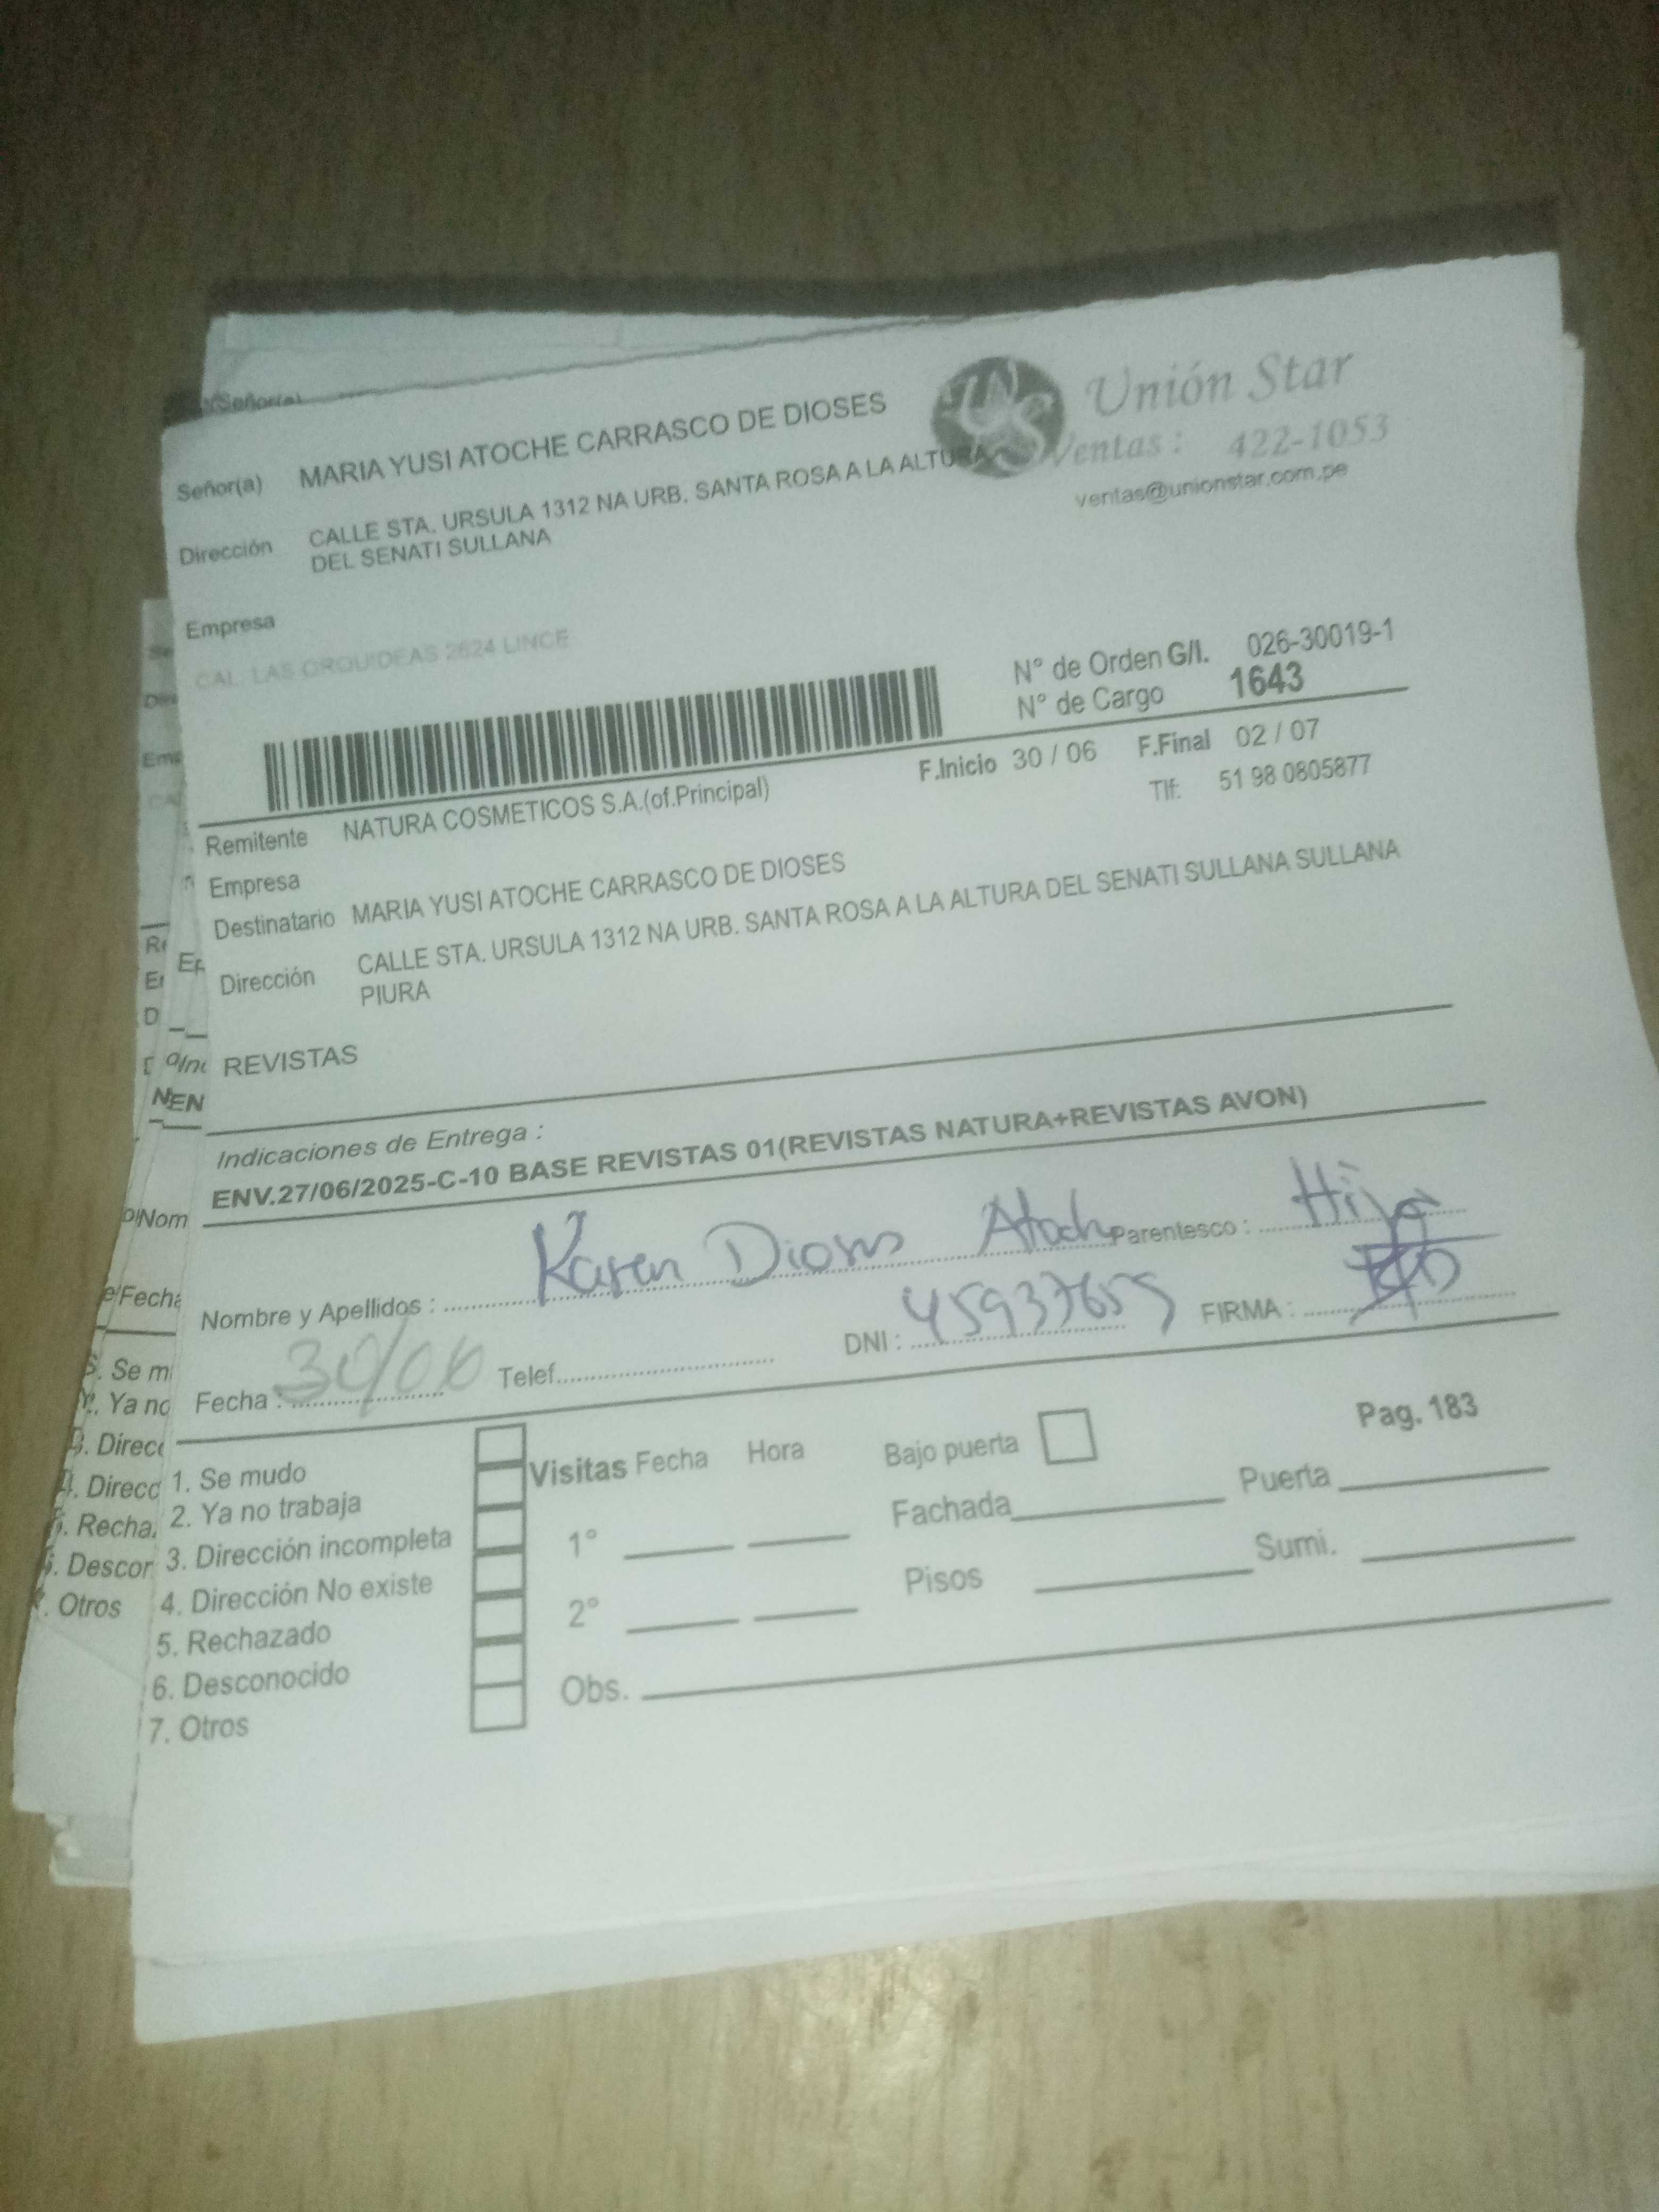 Señor(a) MARIA YUSI ATOCHE CARRASCO DE DIOSES
Unión Star
Ventas : 422-1053
ventas@unionstar.com.pe
Dirección CALLE STA. URSULA 1312 NA URB. SANTA ROSA A LA ALTURA
DEL SENATI SULLANA
Empresa
CAL. LAS ORQUIDEAS 2624 LINCE
N° de Orden G/I. 026-30019-1
N° de Cargo 1643
F.Inicio 30 / 06 F.Final 02 / 07
Tlf: 51 98 0805877
Remitente NATURA COSMETICOS S.A.(of.Principal)
Empresa
Destinatario MARIA YUSI ATOCHE CARRASCO DE DIOSES
Dirección CALLE STA. URSULA 1312 NA URB. SANTA ROSA A LA ALTURA DEL SENATI SULLANA SULLANA
PIURA
REVISTAS
Indicaciones de Entrega :
ENV.27/06/2025-C-10 BASE REVISTAS 01(REVISTAS NATURA+REVISTAS AVON)
Nombre y Apellidos : Karen Dioses Atoche Parentesco : Hija
Fecha : 30/06 Telef. DNI : 45937655 FIRMA :
Pag. 183
1. Se mudo
2. Ya no trabaja
3. Dirección incompleta
4. Dirección No existe
5. Rechazado
6. Desconocido
7. Otros
Visitas Fecha Hora
1°
2°
Obs.
Bajo puerta
Fachada Puerta
Pisos Sumi.